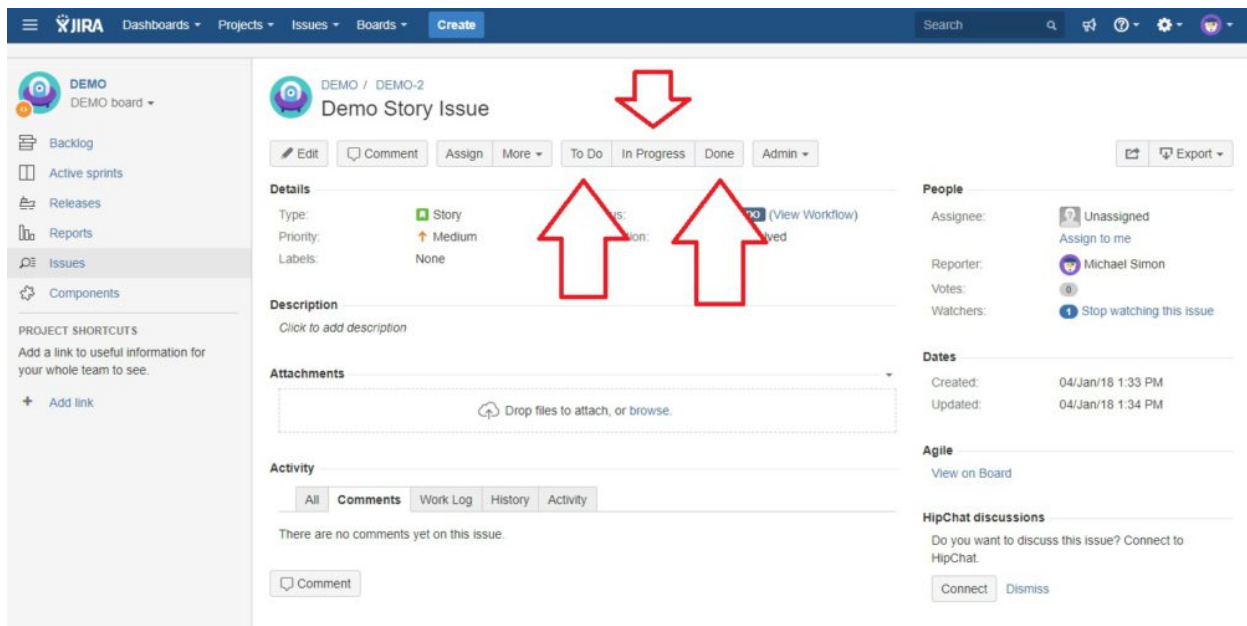 JIRA Dashboards Projects Issues Boards Create Search
DEMO
DEMO board
Backlog
Active sprints
Releases
Reports
Issues
Components
PROJECT SHORTCUTS
Add a link to useful information for
your whole team to see.
+ Add link
DEMO / DEMO-2
Demo Story Issue
Edit Comment Assign More To Do In Progress Done Admin Export
Details
Type: Story (View Workflow)
Priority: Medium
Labels: None
Description
Click to add description
Attachments
Drop files to attach, or browse.
Activity
All Comments Work Log History Activity
There are no comments yet on this issue.
Comment
People
Assignee: Unassigned
Assign to me
Reporter: Michael Simon
Votes: 0
Watchers: 1 Stop watching this issue
Dates
Created: 04/Jan/18 1:33 PM
Updated: 04/Jan/18 1:34 PM
Agile
View on Board
HipChat discussions
Do you want to discuss this issue? Connect to
HipChat.
Connect Dismiss